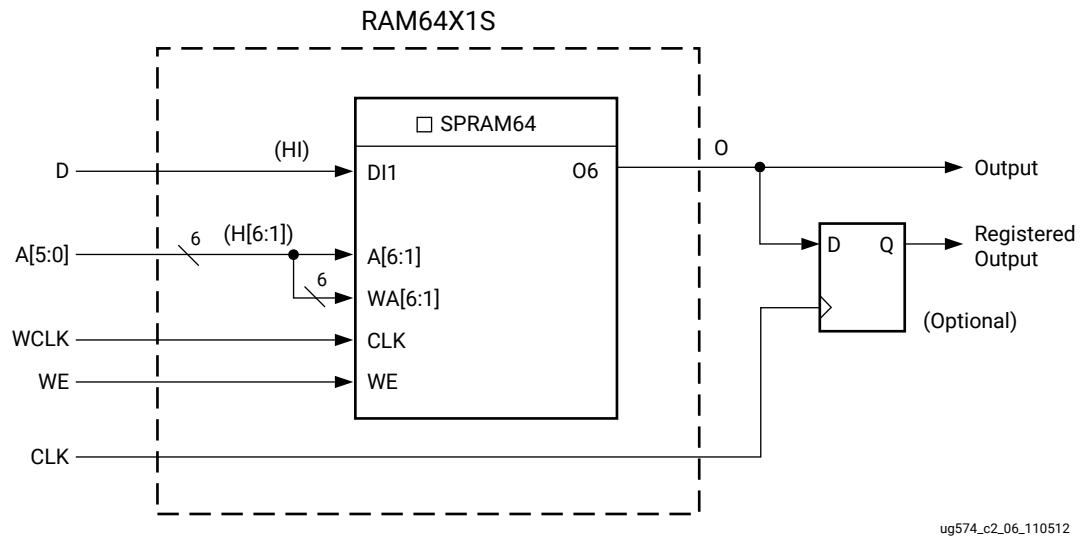 RAM64X1S
□ SPRAM64
D
(HI)
DI1
O6
O
Output
A[5:0]
6
(H[6:1])
A[6:1]
6
WA[6:1]
D
Q
Registered
Output
WCLK
CLK
(Optional)
WE
WE
CLK
ug574_c2_06_110512